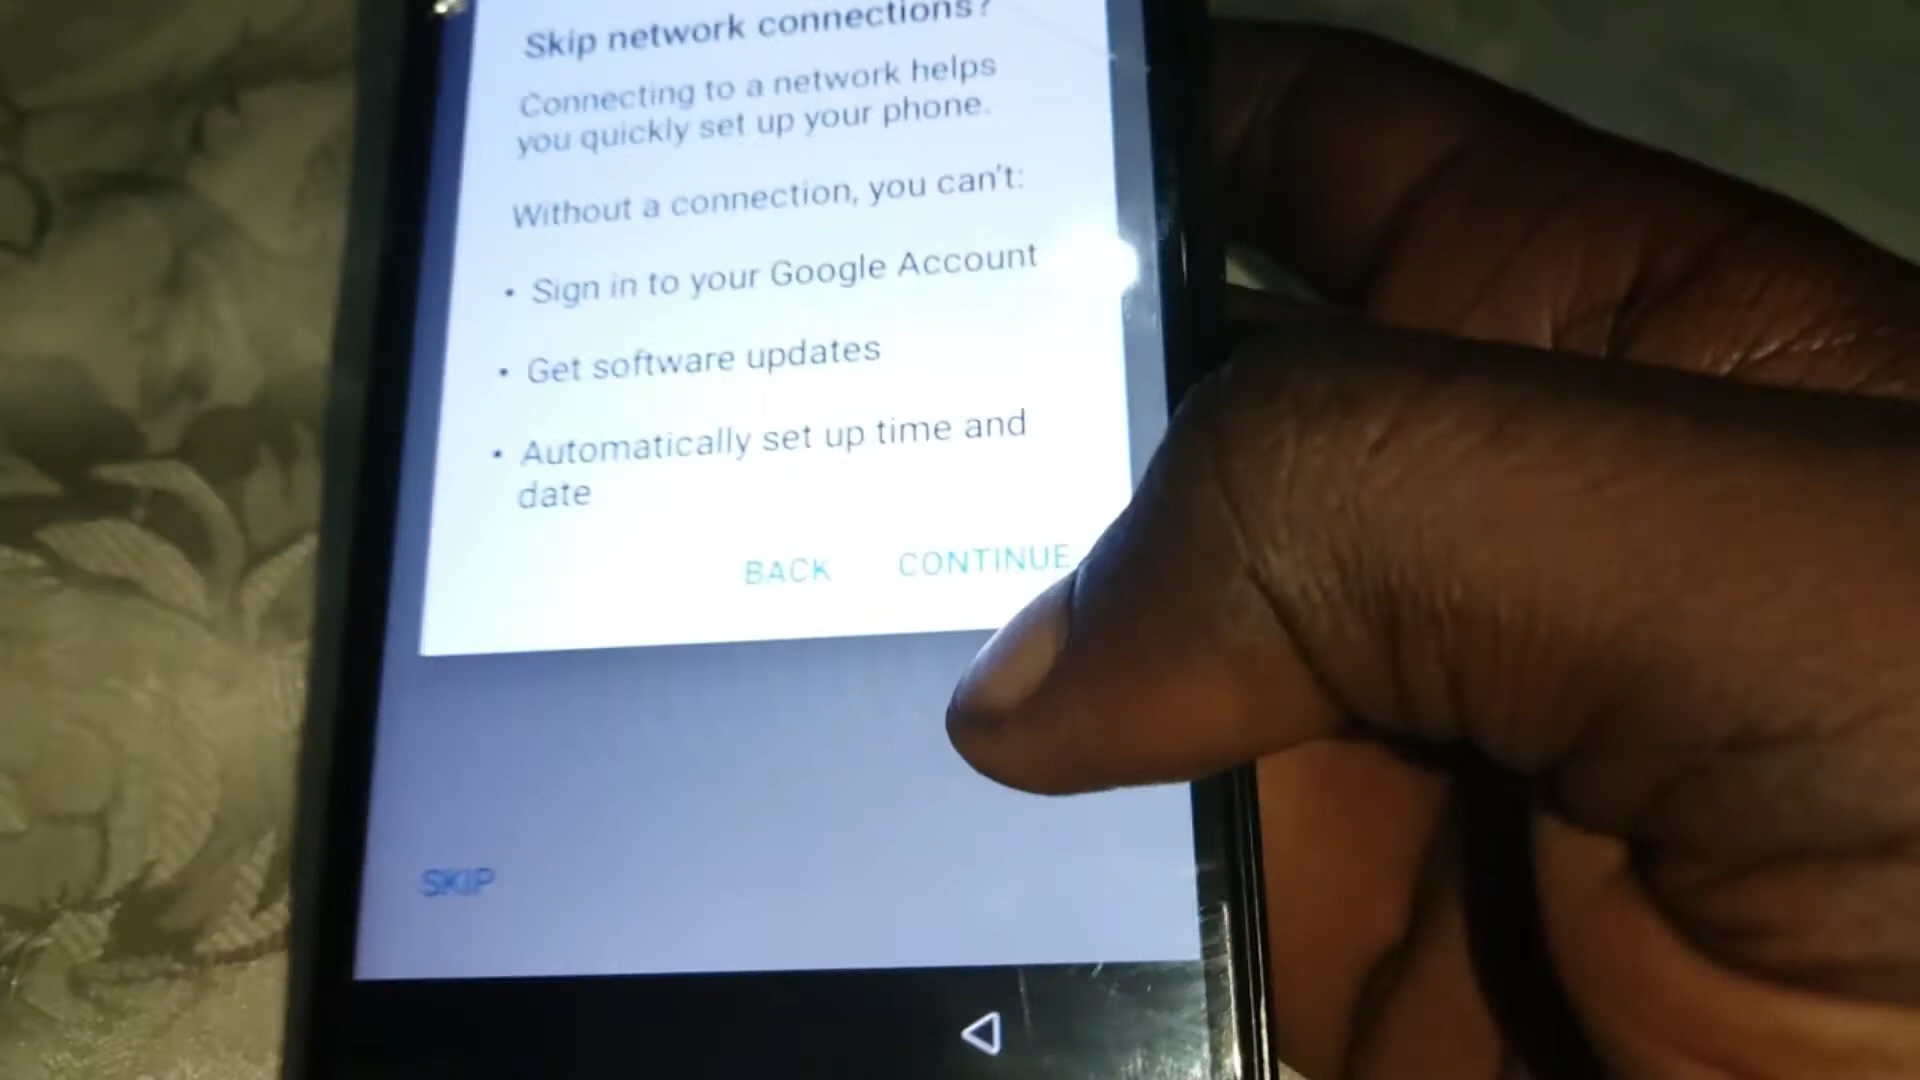 Skip network connections?
Connecting to a network helps
you quickly set up your phone.
Without a connection, you can't:
• Sign in to your Google Account
• Get software updates
• Automatically set up time and
date
BACK CONTINUE
SKIP